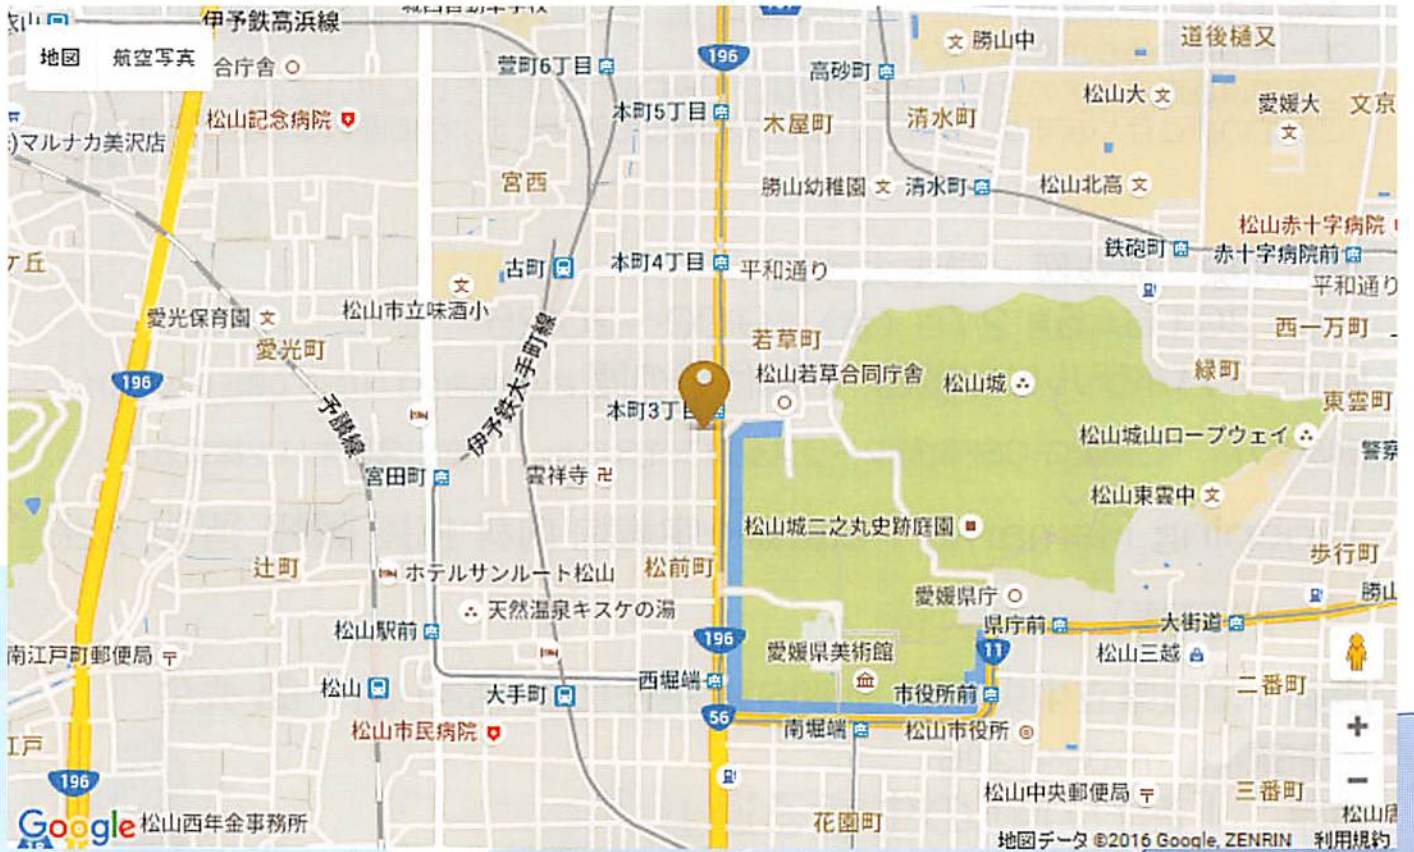 伊予鉄高浜線
196
勝山中
道後樋又
地図
航空写真
合庁舎
萱町6丁目
高砂町
松山大
愛媛大
文京
松山記念病院
本町5丁目
木屋町
清水町
マルナカ美沢店
宮西
勝山幼稚園
清水町
松山北高
松山赤十字病院
鉄砲町
赤十字病院前
古町
本町4丁目
平和通り
平和通り
松山市立味酒小
愛光保育園
愛光町
若草町
西一万町
緑町
196
予讃線
伊予鉄大手町線
松山若草合同庁舎
松山城
東雲町
本町3丁目
松山城山ロープウェイ
警察
宮田町
雲祥寺
松山東雲中
松山城二之丸史跡庭園
歩行町
辻町
ホテルサンルート松山
松前町
天然温泉キスケの湯
愛媛県庁
勝山
松山駅前
196
県庁前
大街道
11
南江戸町郵便局
愛媛県美術館
松山三越
松山
大手町
西堀端
市役所前
二番町
56
松山市民病院
南堀端
松山市役所
江戸
196
松山中央郵便局
三番町
+
−
Google
松山西年金事務所
花園町
地図データ ©2016 Google, ZENRIN
利用規約